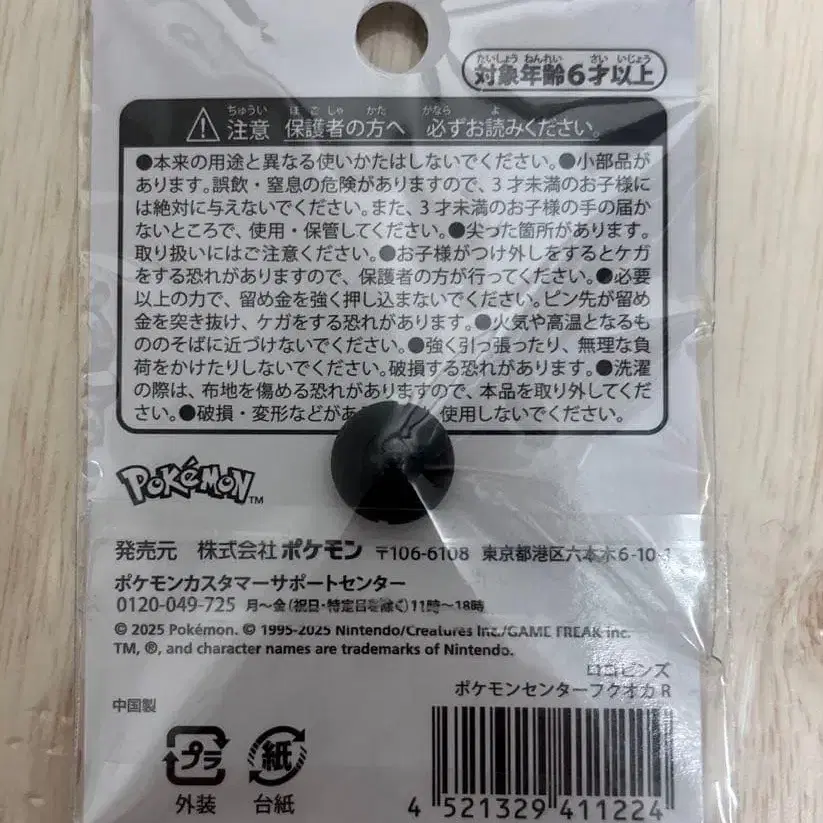 たいしょう ねんれい さい いじょう
対象年齢6才以上
ちゅうい ほごしゃ かた かなら よ
⚠注意 保護者の方へ 必ずお読みください。
●本来の用途と異なる使いかたはしないでください。●小部品が
あります。誤飲・窒息の危険がありますので、3才未満のお子様に
は絶対に与えないでください。また、3才未満のお子様の手の届か
ないところで、使用・保管してください。●尖った箇所があります。
取り扱いにはご注意ください。●お子様がつけ外しをするとケガ
をする恐れがありますので、保護者の方が行ってください。●必要
以上の力で、留め金を強く押し込まないでください。ピン先が留め
金を突き抜け、ケガをする恐れがあります。●火気や高温となるも
ののそばに近づけないでください。●強く引っ張ったり、無理な負
荷をかけたりしないでください。破損する恐れがあります。●洗濯
の際は、布地を傷める恐れがありますので、本品を取り外してくだ
さい。●破損・変形などがあ 使用しないでください。
POKéMON™
発売元 株式会社ポケモン 〒106-6108 東京都港区六本木6-10-1
ポケモンカスタマーサポートセンター
0120-049-725 月～金(祝日・特定日を除く)11時～18時
© 2025 Pokémon. © 1995-2025 Nintendo/Creatures Inc./GAME FREAK inc.
TM, ®, and character names are trademarks of Nintendo.
ロゴピンズ
ポケモンセンターフクオカ R
中国製
プラ 紙
外装 台紙
4 521329 411224